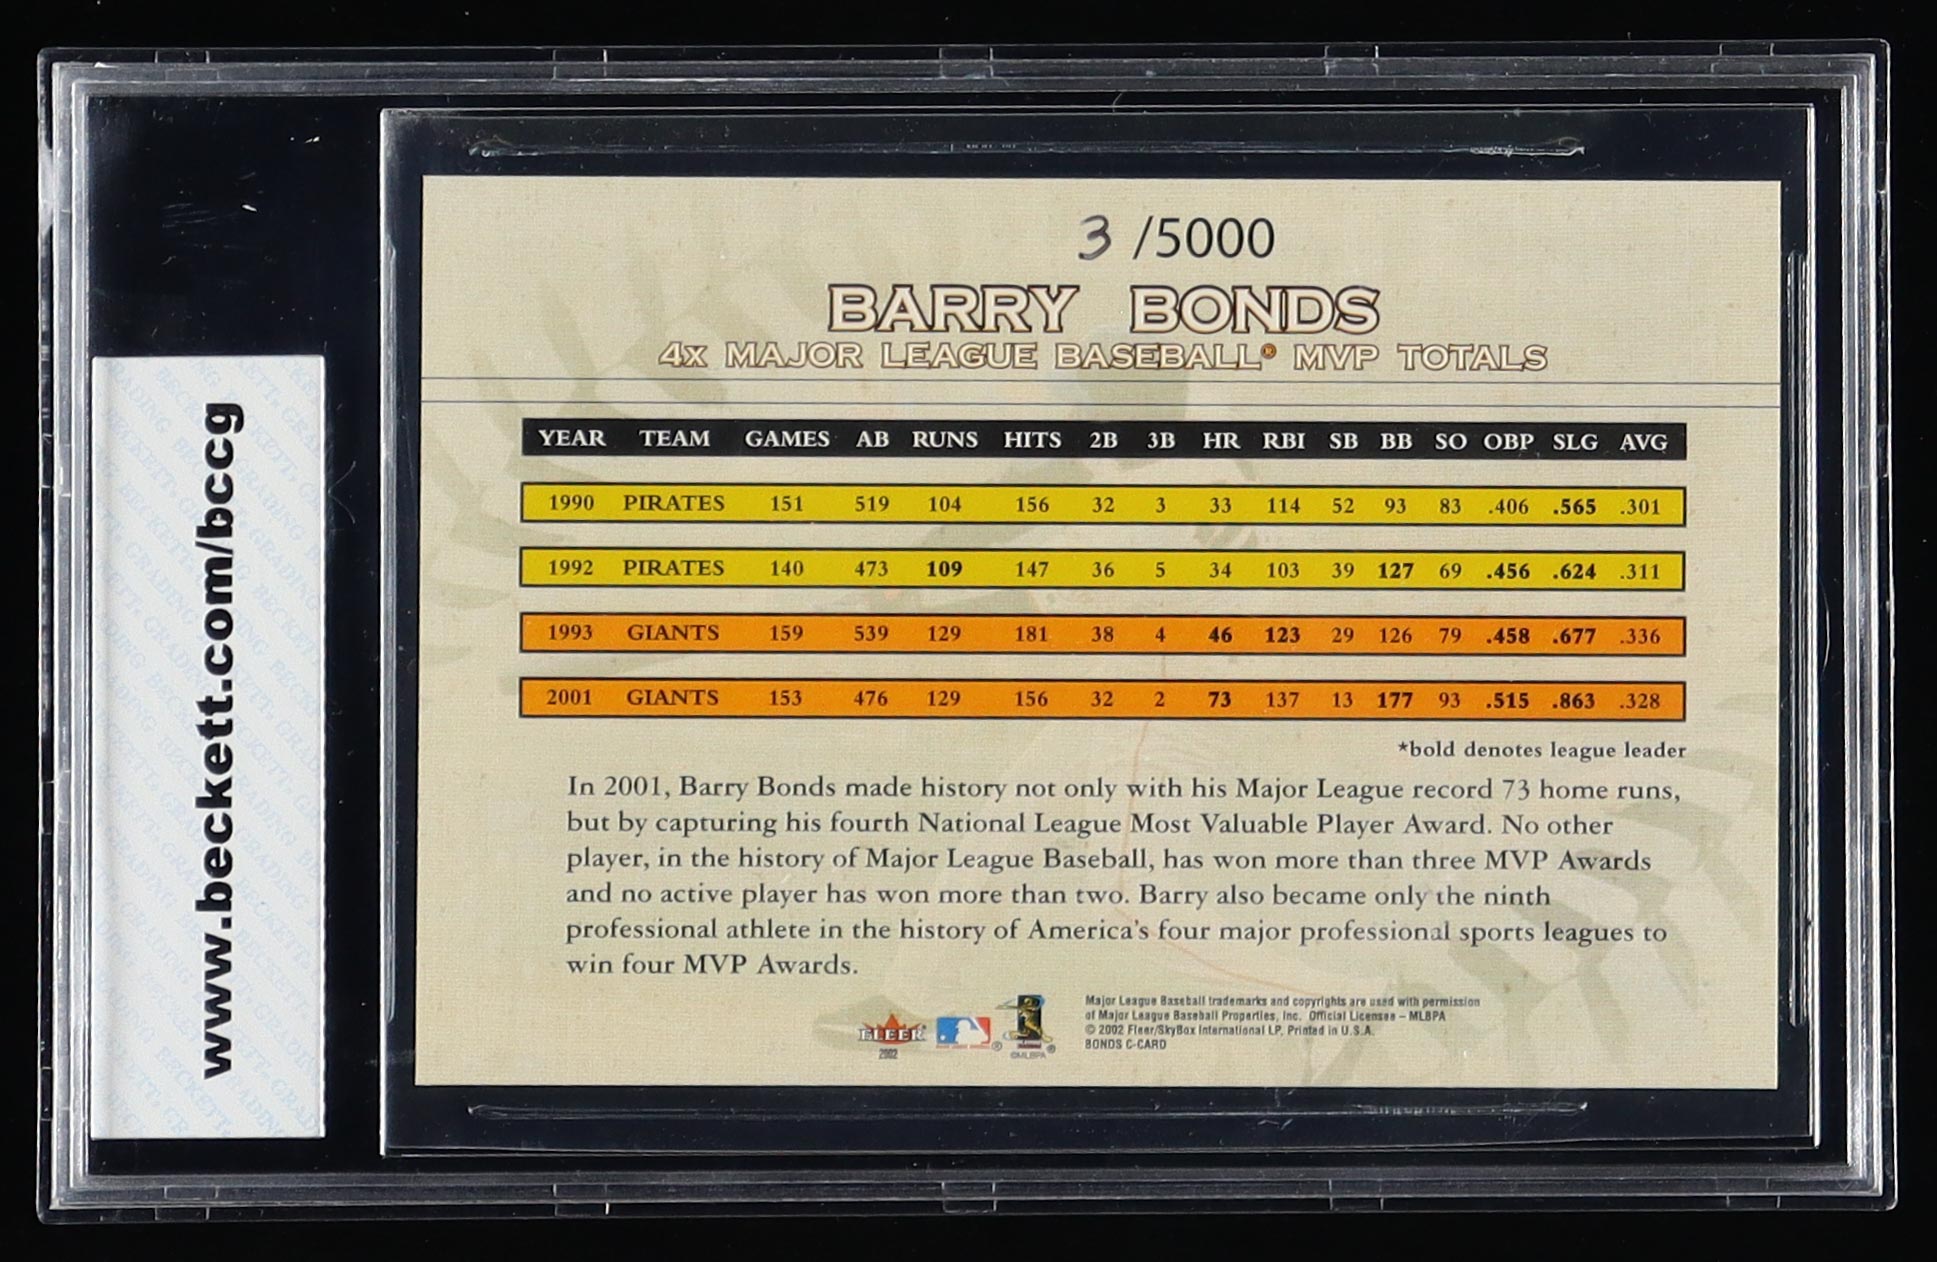 www.beckett.com/bccg
3 /5000
BARRY BONDS
4X MAJOR LEAGUE BASEBALL® MVP TOTALS
YEAR TEAM GAMES AB RUNS HITS 2B 3B HR RBI SB BB SO OBP SLG AVG
1990 PIRATES 151 519 104 156 32 3 33 114 52 93 83 .406 .565 .301
1992 PIRATES 140 473 109 147 36 5 34 103 39 127 69 .456 .624 .311
1993 GIANTS 159 539 129 181 38 4 46 123 29 126 79 .458 .677 .336
2001 GIANTS 153 476 129 156 32 2 73 137 13 177 93 .515 .863 .328
*bold denotes league leader
In 2001, Barry Bonds made history not only with his Major League record 73 home runs,
but by capturing his fourth National League Most Valuable Player Award. No other
player, in the history of Major League Baseball, has won more than three MVP Awards
and no active player has won more than two. Barry also became only the ninth
professional athlete in the history of America's four major professional sports leagues to
win four MVP Awards.
FLEER
2002
®
©MLBPA
Major League Baseball trademarks and copyrights are used with permission
of Major League Baseball Properties, Inc. Official Licensee – MLBPA
© 2002 Fleer/SkyBox International LP. Printed in U.S.A.
BONDS C-CARD